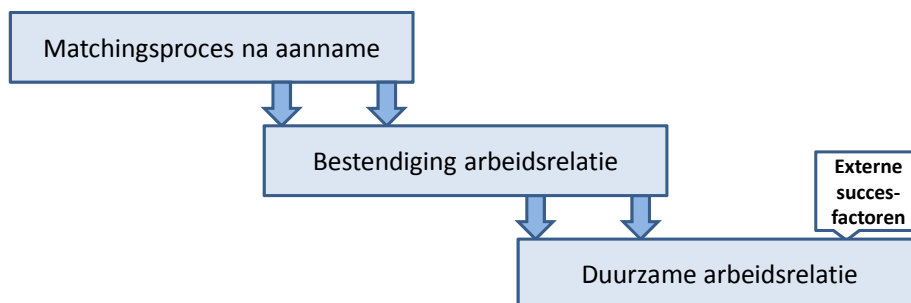 Matchingsproces na aanname
Bestendiging arbeidsrelatie
Externe
succes-
factoren
Duurzame arbeidsrelatie